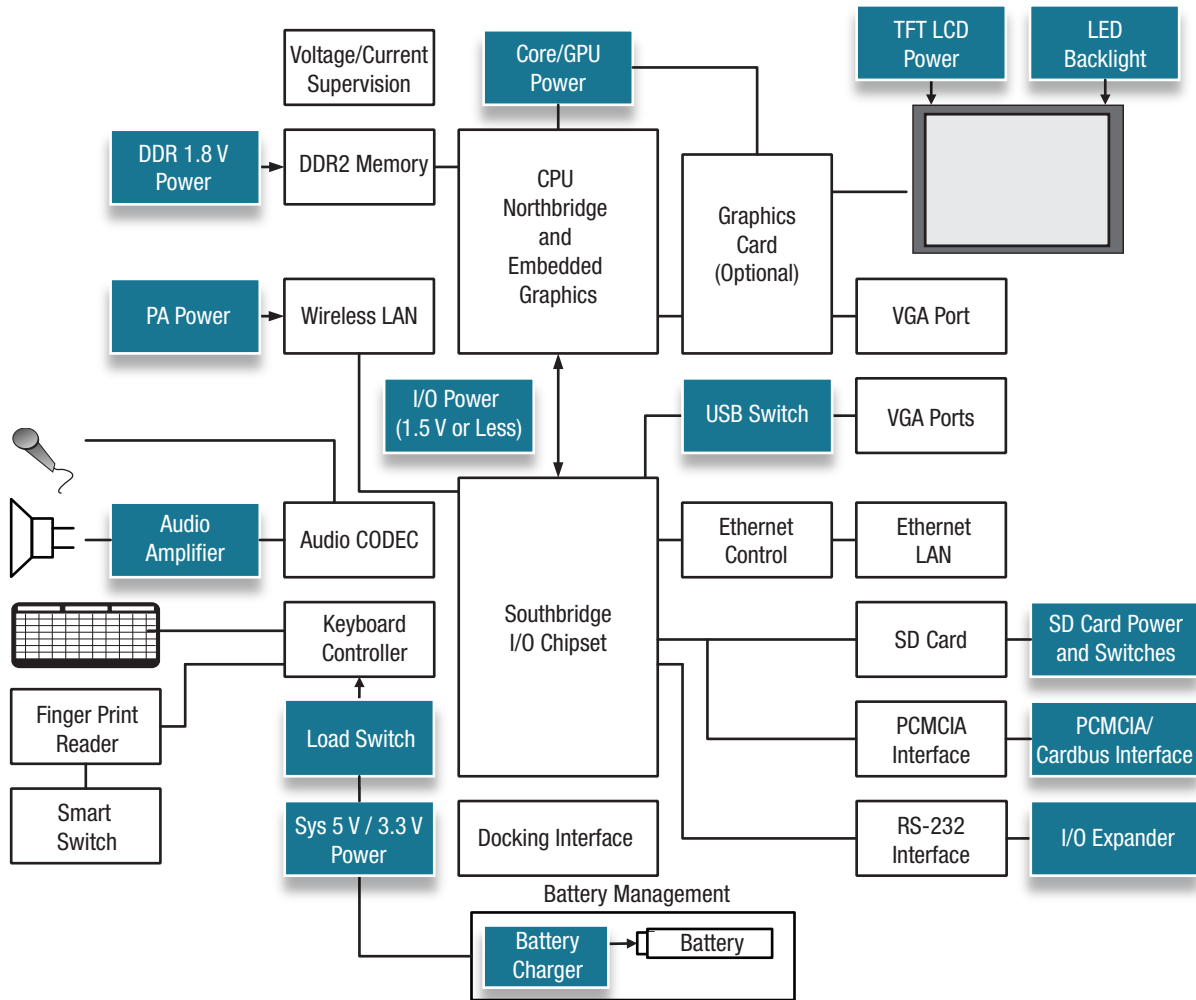 Voltage/Current
Supervision
Core/GPU
Power
TFT LCD
Power
LED
Backlight
DDR 1.8 V
Power
DDR2 Memory
CPU
Northbridge
and
Embedded
Graphics
Graphics
Card
(Optional)
PA Power
Wireless LAN
VGA Port
I/O Power
(1.5 V or Less)
USB Switch
VGA Ports
Audio
Amplifier
Audio CODEC
Ethernet
Control
Ethernet
LAN
Southbridge
I/O Chipset
Keyboard
Controller
SD Card
SD Card Power
and Switches
Finger Print
Reader
Load Switch
PCMCIA
Interface
PCMCIA/
Cardbus Interface
Smart
Switch
Sys 5 V / 3.3 V
Power
Docking Interface
RS-232
Interface
I/O Expander
Battery Management
Battery
Charger
Battery